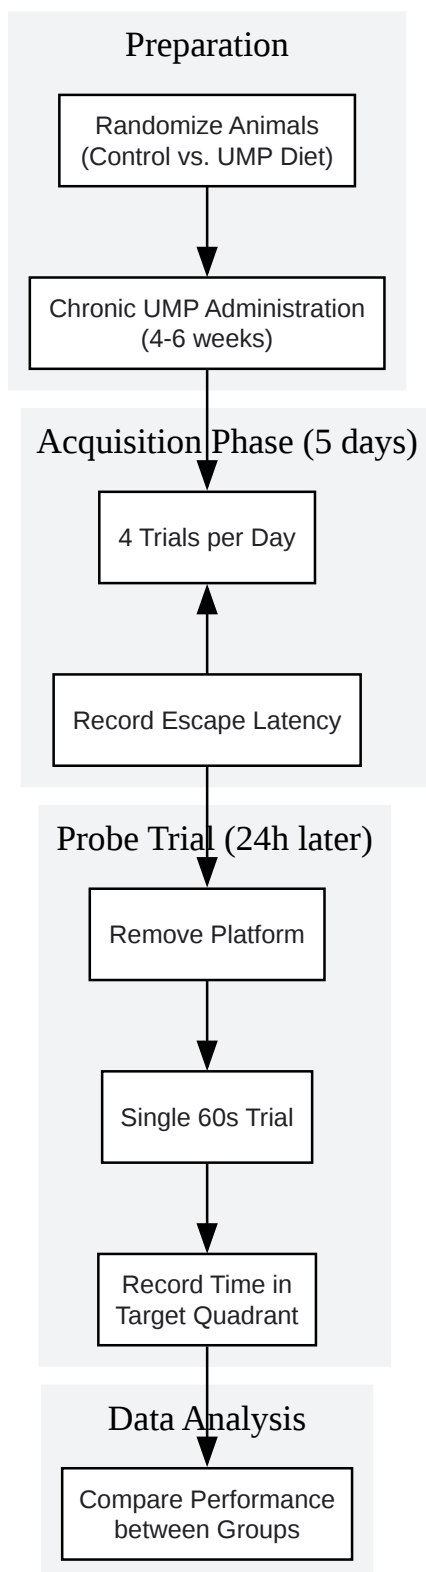 Preparation
Randomize Animals
(Control vs. UMP Diet)
Chronic UMP Administration
(4-6 weeks)
Acquisition Phase (5 days)
4 Trials per Day
Record Escape Latency
Probe Trial (24h later)
Remove Platform
Single 60s Trial
Record Time in
Target Quadrant
Data Analysis
Compare Performance
between Groups